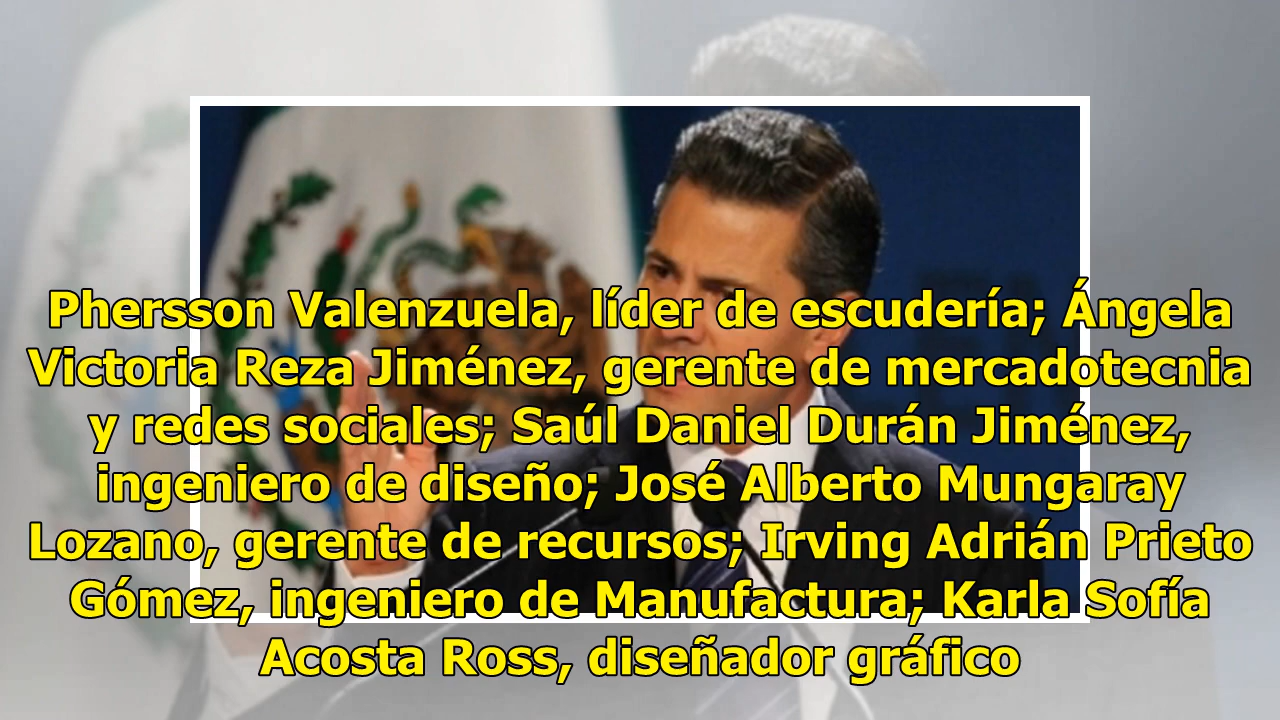 Phersson Valenzuela, líder de escudería; Ángela
Victoria Reza Jiménez, gerente de mercadotecnia
y redes sociales; Saúl Daniel Durán Jiménez,
ingeniero de diseño; José Alberto Mungaray
Lozano, gerente de recursos; Irving Adrián Prieto
Gómez, ingeniero de Manufactura; Karla Sofía
Acosta Ross, diseñador gráfico